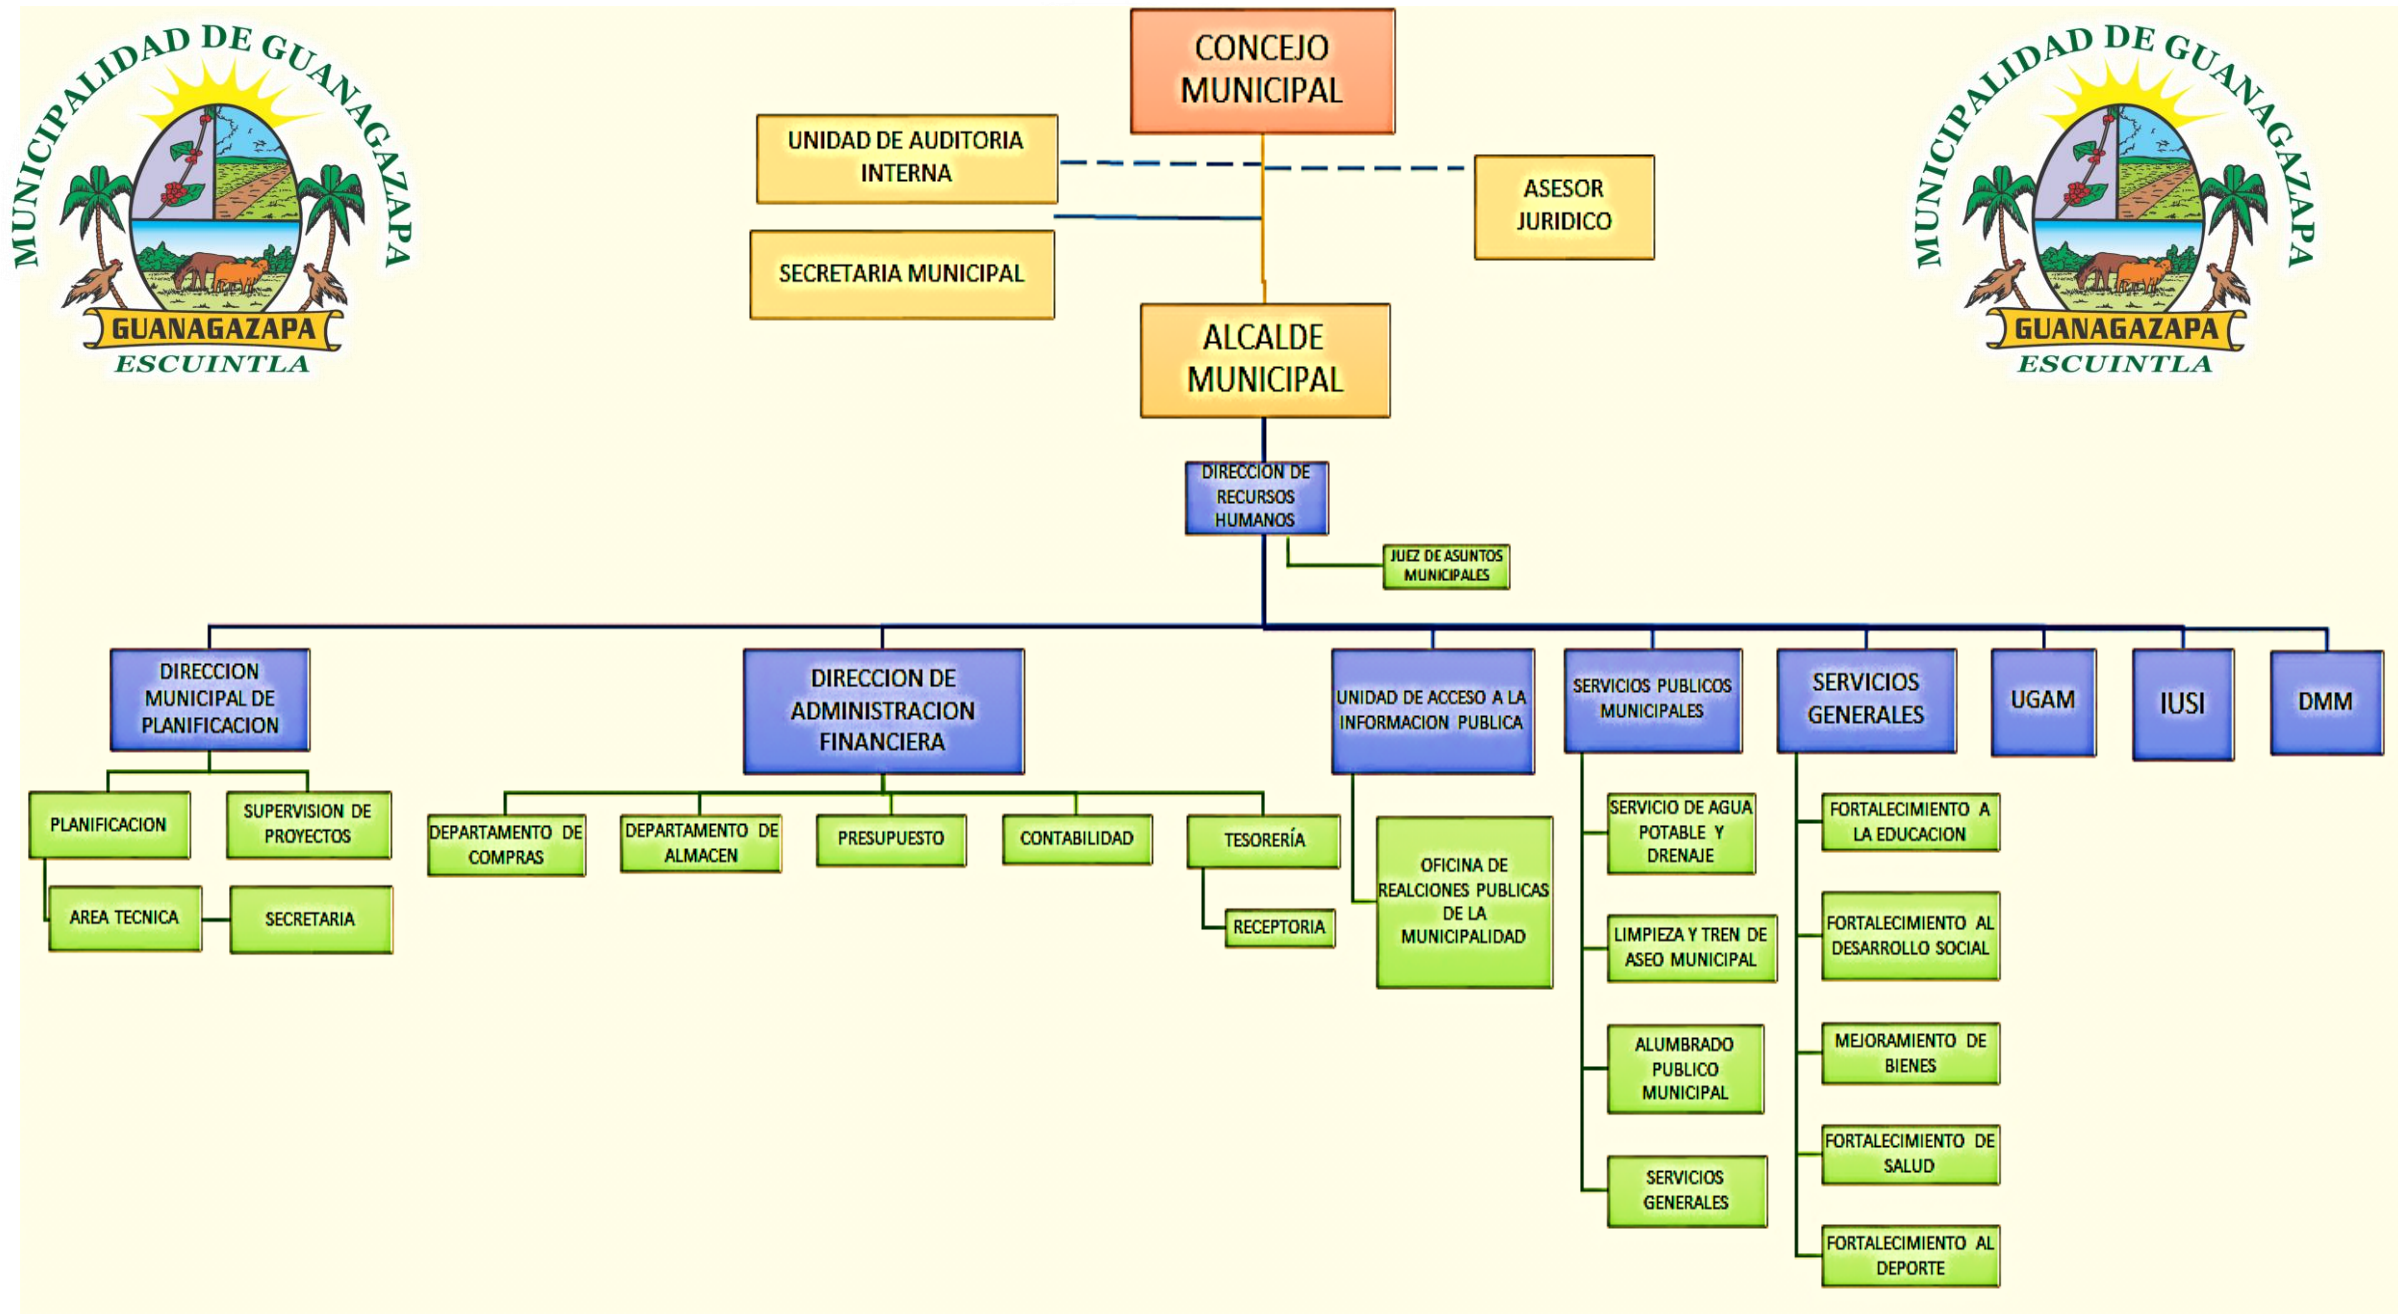 MUNICIPALIDAD DE GUANAGAZAPA
GUANAGAZAPA
ESCUINTLA
CONCEJO
MUNICIPAL
MUNICIPALIDAD DE GUANAGAZAPA
GUANAGAZAPA
ESCUINTLA
UNIDAD DE AUDITORIA
INTERNA
ASESOR
JURIDICO
SECRETARIA MUNICIPAL
ALCALDE
MUNICIPAL
DIRECCION DE
RECURSOS
HUMANOS
JUEZ DE ASUNTOS
MUNICIPALES
DIRECCION
MUNICIPAL DE
PLANIFICACION
DIRECCION DE
ADMINISTRACION
FINANCIERA
UNIDAD DE ACCESO A LA
INFORMACION PUBLICA
SERVICIOS PUBLICOS
MUNICIPALES
SERVICIOS
GENERALES
UGAM
IUSI
DMM
PLANIFICACION
SUPERVISION DE
PROYECTOS
AREA TECNICA
SECRETARIA
DEPARTAMENTO DE
COMPRAS
DEPARTAMENTO DE
ALMACEN
PRESUPUESTO
CONTABILIDAD
TESORERÍA
RECEPTORIA
OFICINA DE
REALCIONES PUBLICAS
DE LA
MUNICIPALIDAD
SERVICIO DE AGUA
POTABLE Y
DRENAJE
LIMPIEZA Y TREN DE
ASEO MUNICIPAL
ALUMBRADO
PUBLICO
MUNICIPAL
SERVICIOS
GENERALES
FORTALECIMIENTO A
LA EDUCACION
FORTALECIMIENTO AL
DESARROLLO SOCIAL
MEJORAMIENTO DE
BIENES
FORTALECIMIENTO DE
SALUD
FORTALECIMIENTO AL
DEPORTE